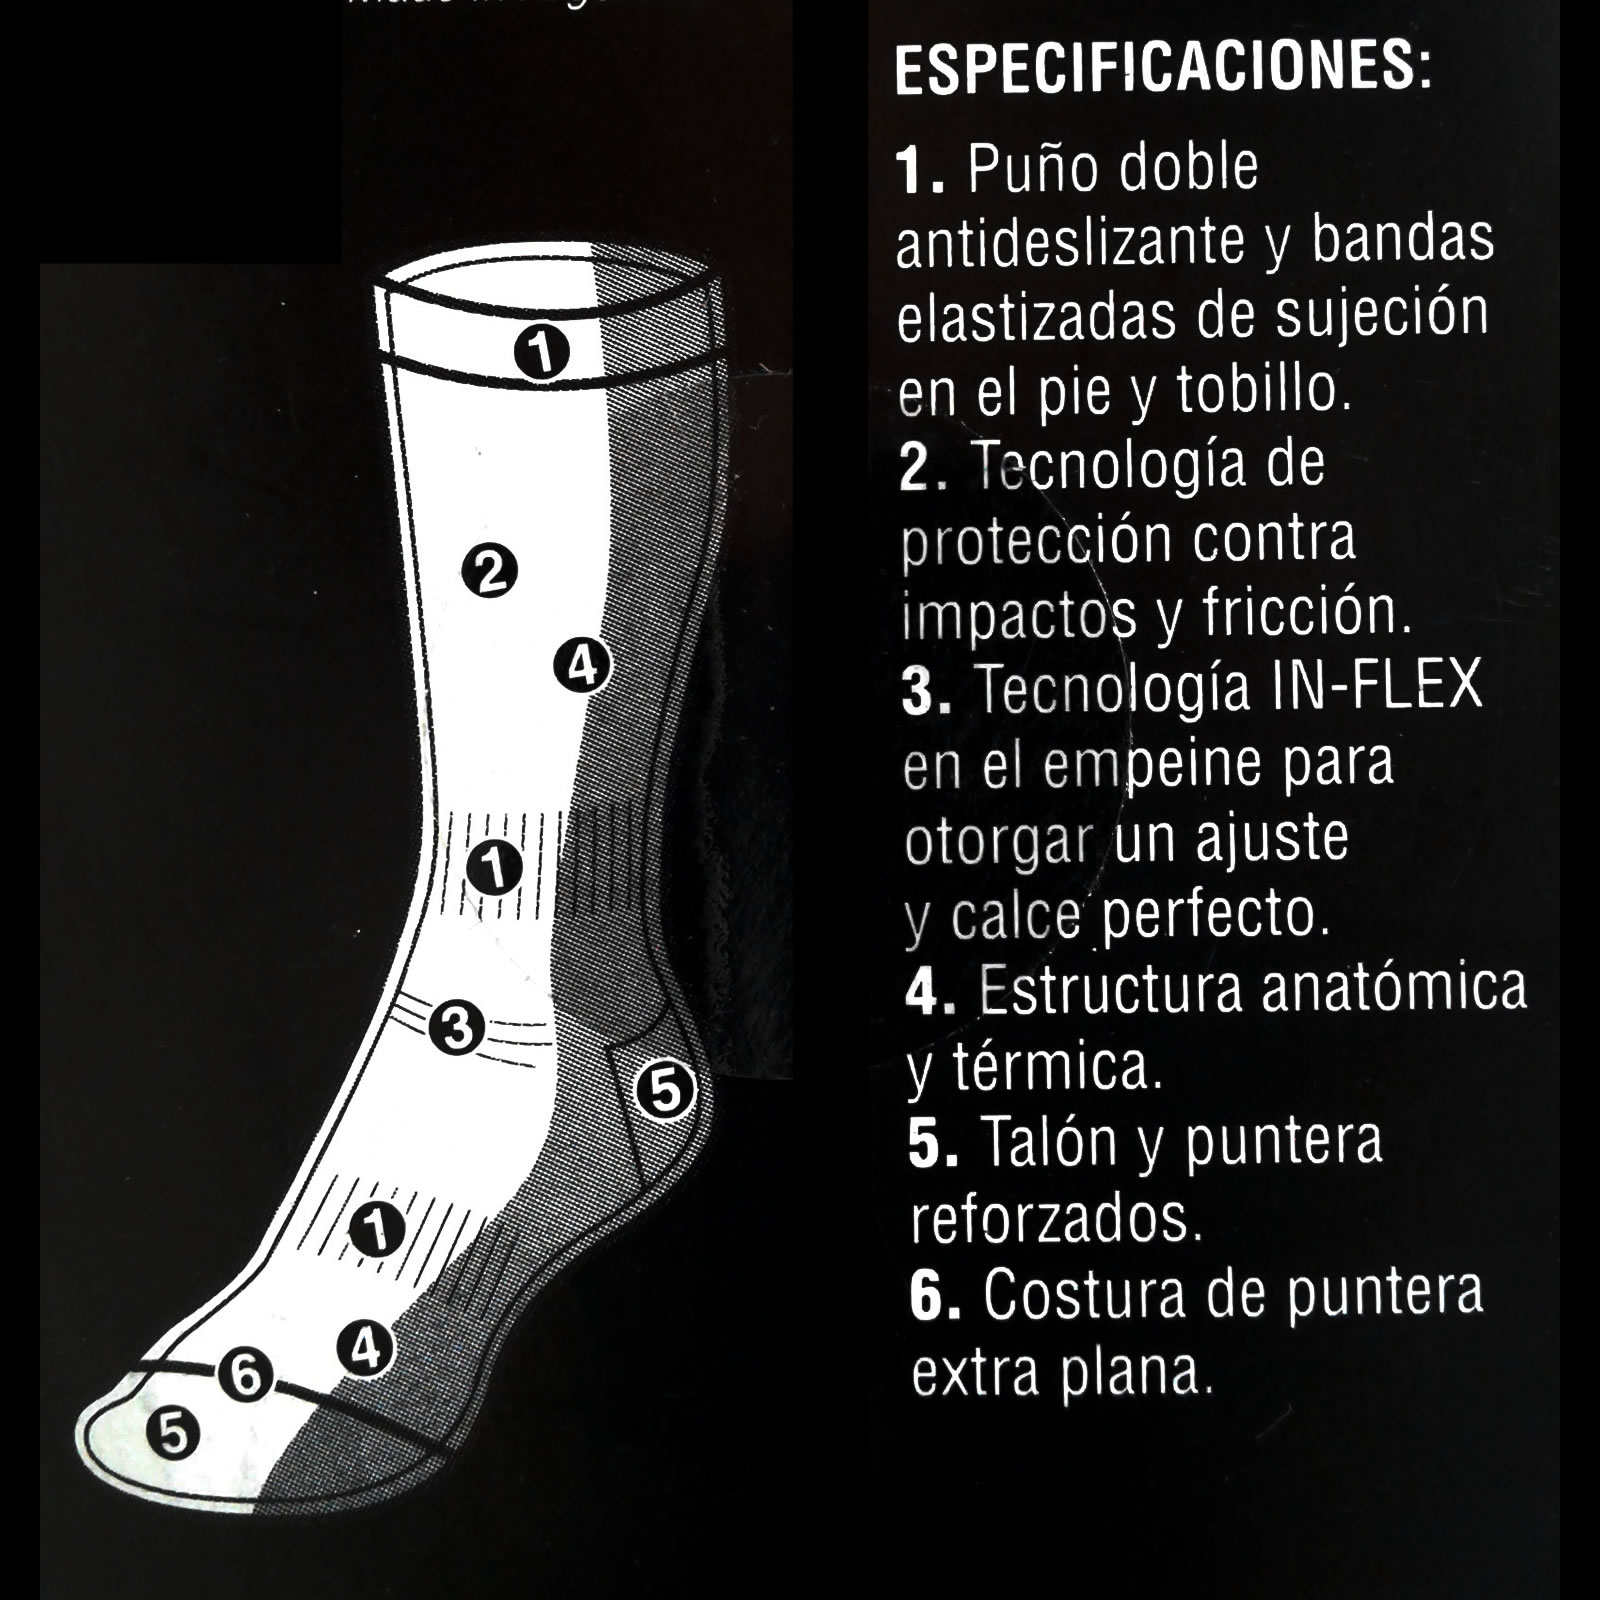 ESPECIFICACIONES:
1. Puño doble
antideslizante y bandas
elastizadas de sujeción
en el pie y tobillo.
2. Tecnología de
protección contra
impactos y fricción.
3. Tecnología IN-FLEX
en el empeine para
otorgar un ajuste
y calce perfecto.
4. Estructura anatómica
y térmica.
5. Talón y puntera
reforzados.
6. Costura de puntera
extra plana.
1
2
4
1
3
5
1
4
6
5